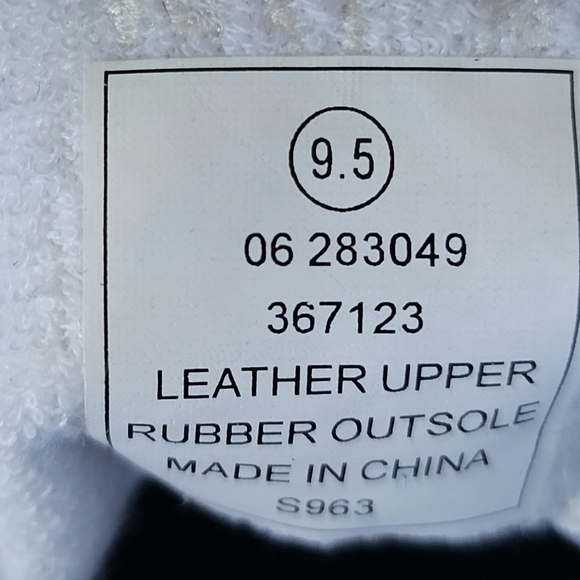 9.5
06 283049
367123
LEATHER UPPER
RUBBER OUTSOLE
MADE IN CHINA
S963